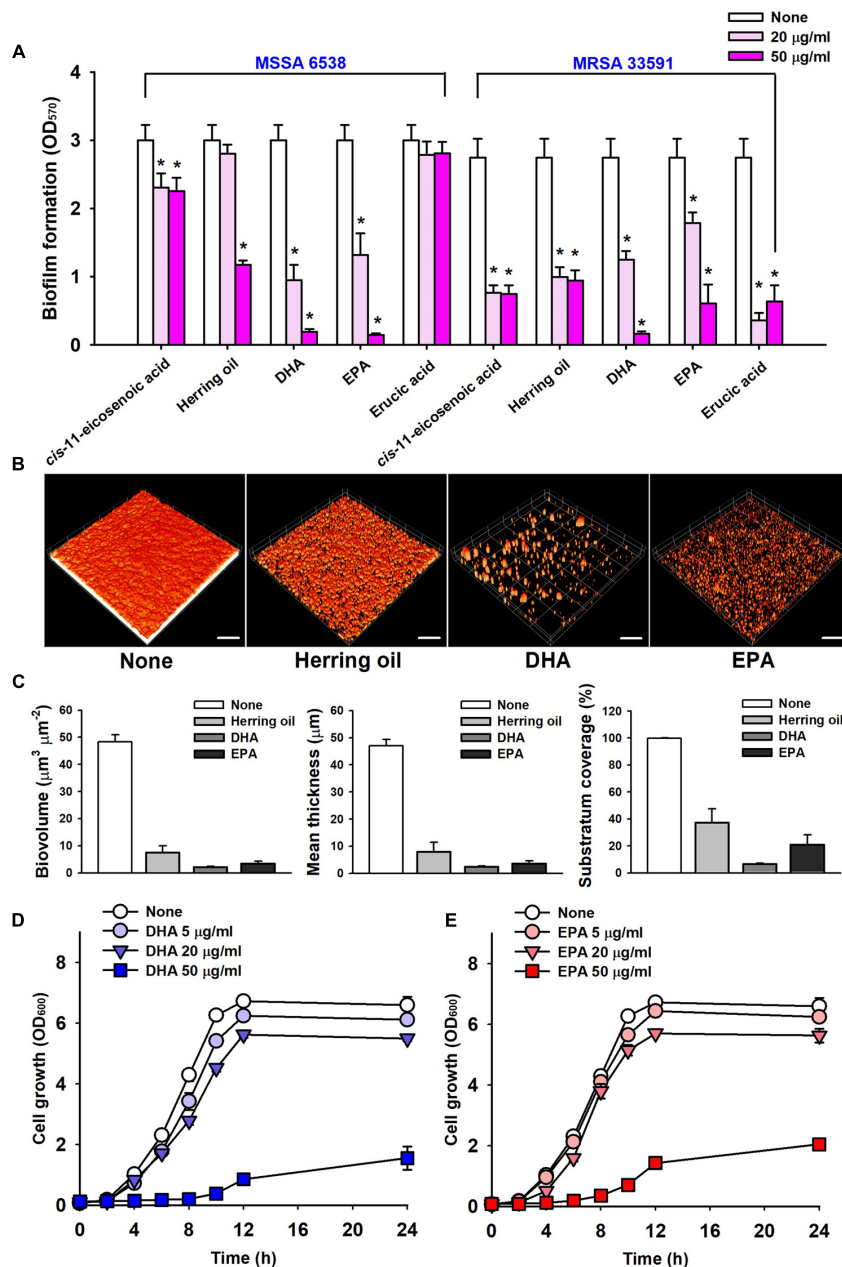 None
20 μg/ml
50 μg/ml
A
MSSA 6538
MRSA 33591
Biofilm formation (OD570)
4
3
2
1
0
* * * * * * * * * * * * * * * * *
cis-11-eicosenoic acid
Herring oil
DHA
EPA
Erucic acid
cis-11-eicosenoic acid
Herring oil
DHA
EPA
Erucic acid
B
None
Herring oil
DHA
EPA
C
Biovolume (μm³ μm⁻²)
60
50
40
30
20
10
0
None
Herring oil
DHA
EPA
Mean thickness (μm)
60
50
40
30
20
10
0
None
Herring oil
DHA
EPA
Substratum coverage (%)
120
100
80
60
40
20
0
None
Herring oil
DHA
EPA
D
None
DHA 5 μg/ml
DHA 20 μg/ml
DHA 50 μg/ml
Cell growth (OD600)
8
6
4
2
0
0 4 8 12 16 20 24
Time (h)
E
None
EPA 5 μg/ml
EPA 20 μg/ml
EPA 50 μg/ml
Cell growth (OD600)
8
6
4
2
0
0 4 8 12 16 20 24
Time (h)